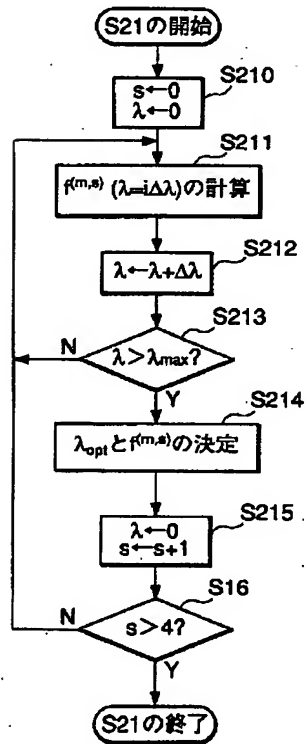 S21の開始
S210
s←0
λ←0
S211
f(m,s) (λ=iΔλ)の計算
S212
λ←λ+Δλ
S213
N
λ>λmax?
Y
S214
λoptとf(m,s)の決定
S215
λ←0
s←s+1
S16
N
s>4?
Y
S21の終了